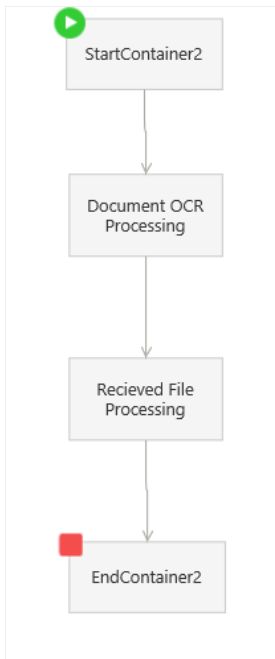 StartContainer2
Document OCR
Processing
Recieved File
Processing
EndContainer2